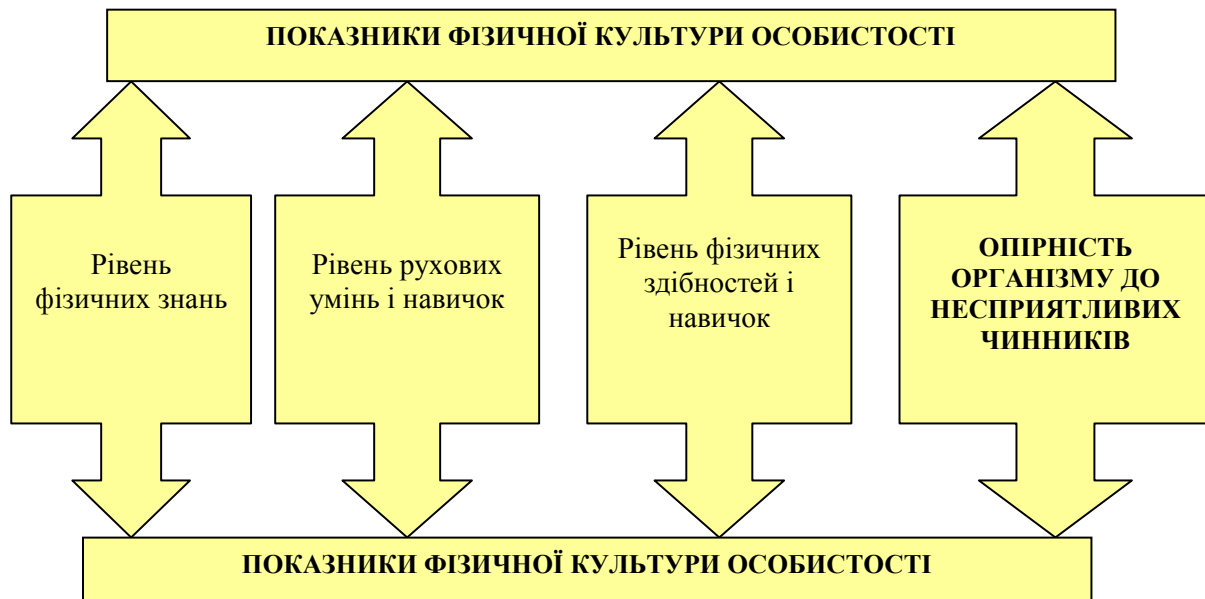 ПОКАЗНИКИ ФІЗИЧНОЇ КУЛЬТУРИ ОСОБИСТОСТІ
Рівень
фізичних знань
Рівень рухових
умінь і навичок
Рівень фізичних
здібностей і
навичок
ОПІРНІСТЬ
ОРГАНІЗМУ ДО
НЕСПРИЯТЛИВИХ
ЧИННИКІВ
ПОКАЗНИКИ ФІЗИЧНОЇ КУЛЬТУРИ ОСОБИСТОСТІ